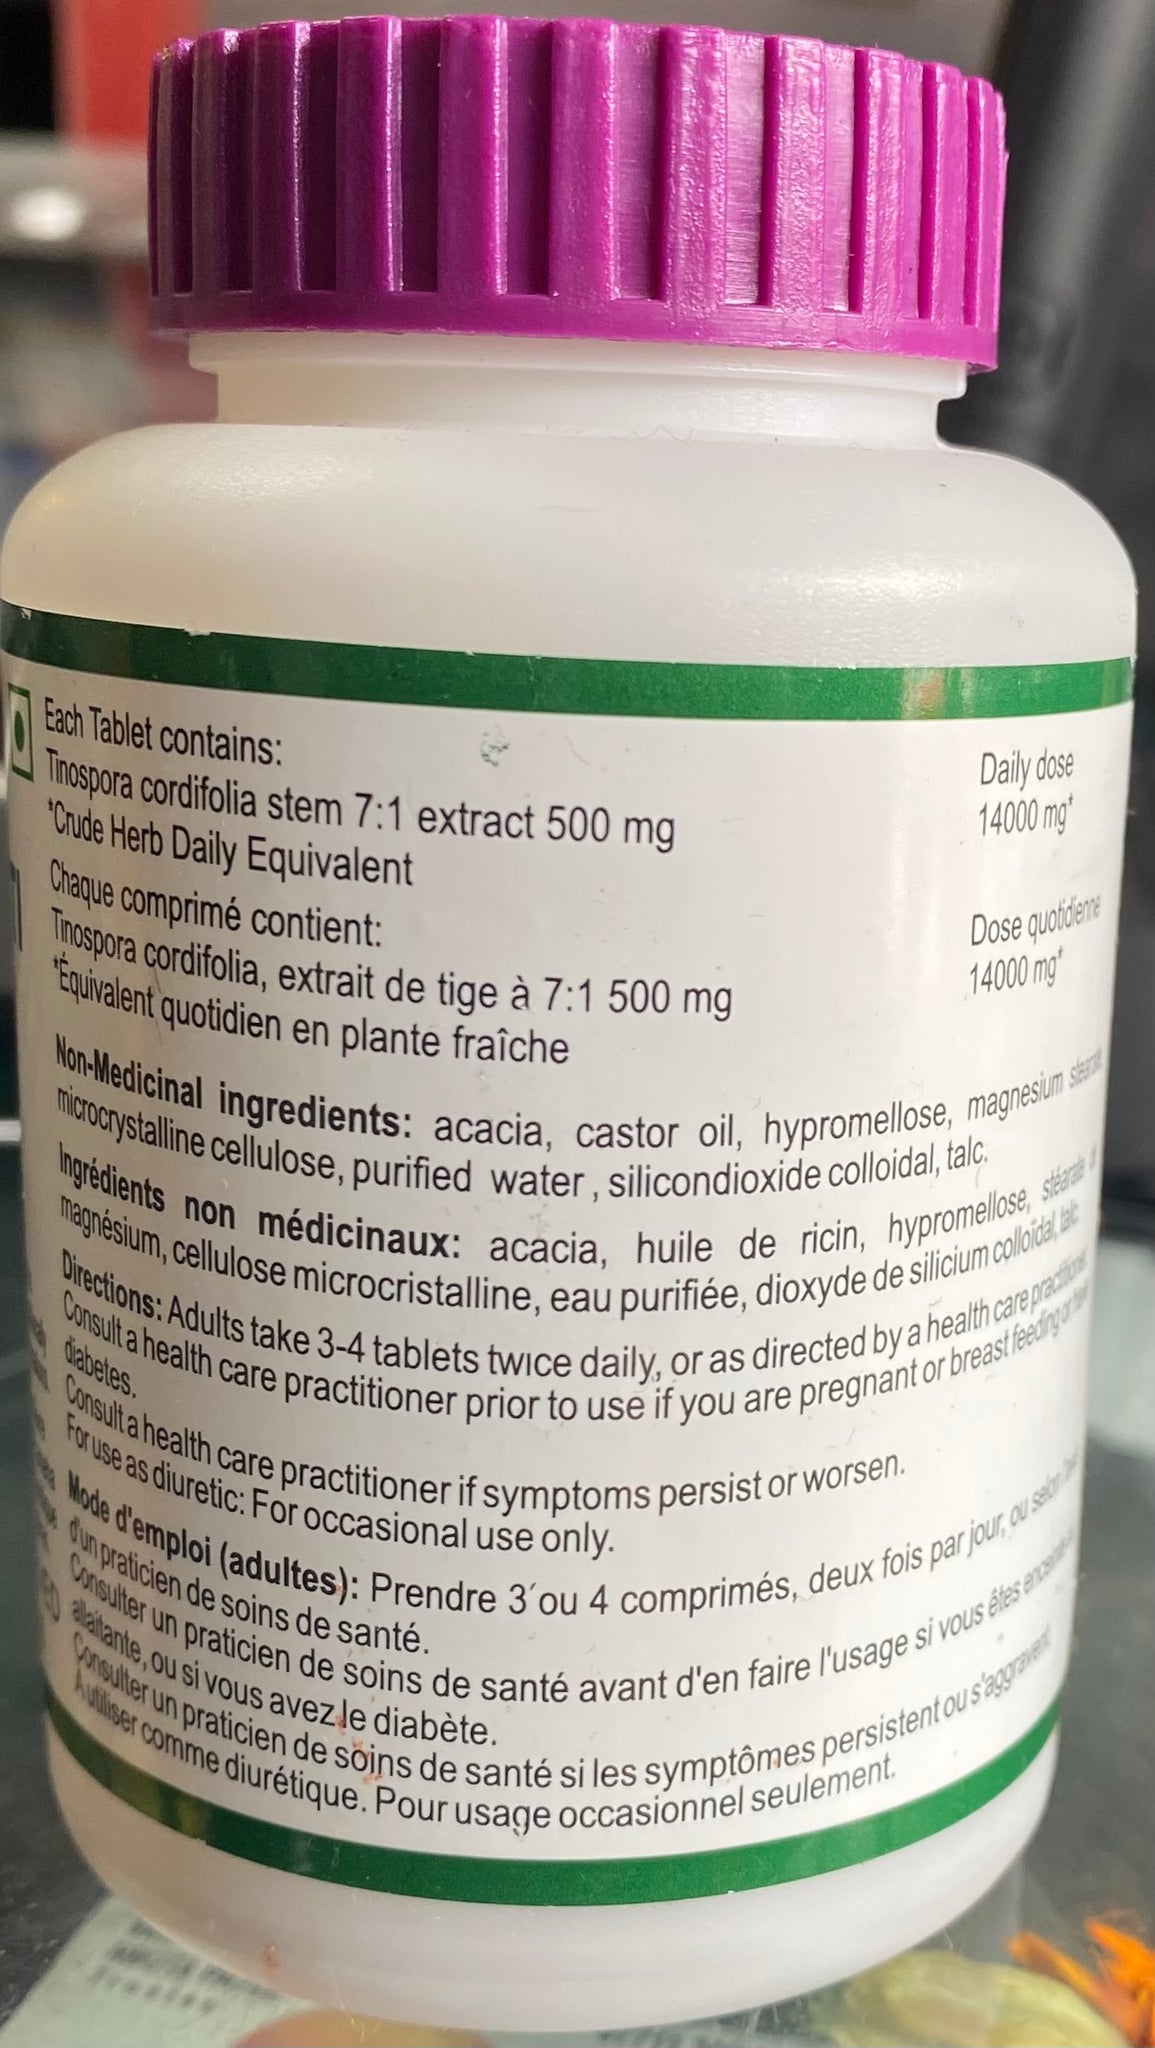 Each Tablet contains:
Daily dose
Tinospora cordifolia stem 7:1 extract 500 mg
14000 mg*
*Crude Herb Daily Equivalent
Chaque comprimé contient:
Dose quotidienne
Tinospora cordifolia, extrait de tige à 7:1 500 mg
14000 mg*
*Équivalent quotidien en plante fraîche
Non-Medicinal ingredients: acacia, castor oil, hypromellose, magnesium stearate,
microcrystalline cellulose, purified water , silicondioxide colloidal, talc.
Ingrédients non médicinaux: acacia, huile de ricin, hypromellose, stéarate
magnésium, cellulose microcristalline, eau purifiée, dioxyde de silicium colloïdal, talc.
Directions: Adults take 3-4 tablets twice daily, or as directed by a health care practitioner.
Consult a health care practitioner prior to use if you are pregnant or breast feeding or have
diabetes.
Consult a health care practitioner if symptoms persist or worsen.
For use as diuretic: For occasional use only.
Mode d'emploi (adultes): Prendre 3 ou 4 comprimés, deux fois par jour, ou selon
d'un praticien de soins de santé.
Consulter un praticien de soins de santé avant d'en faire l'usage si vous êtes enceinte
allaitante, ou si vous avez le diabète.
Consulter un praticien de soins de santé si les symptômes persistent ou s'aggravent.
A utiliser comme diurétique. Pour usage occasionnel seulement.